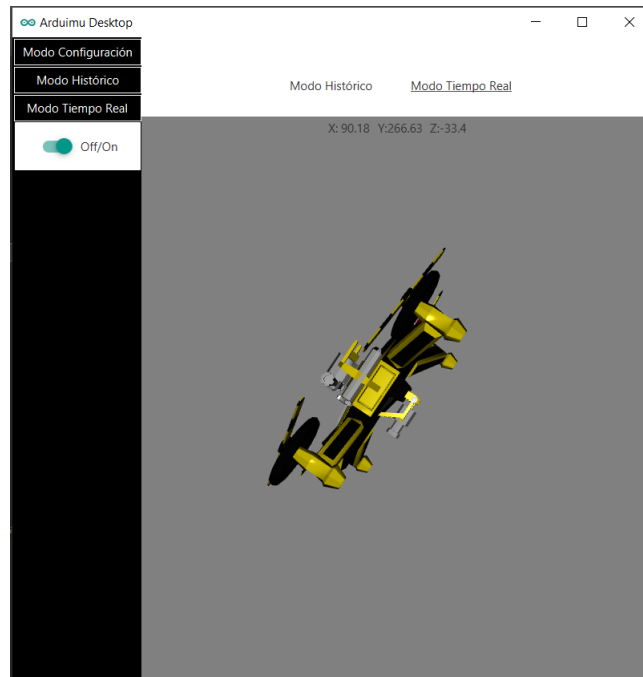 Arduimu Desktop
Modo Configuración
Modo Histórico
Modo Tiempo Real
Off/On
Modo Histórico Modo Tiempo Real
X: 90.18 Y:266.63 Z:-33.4